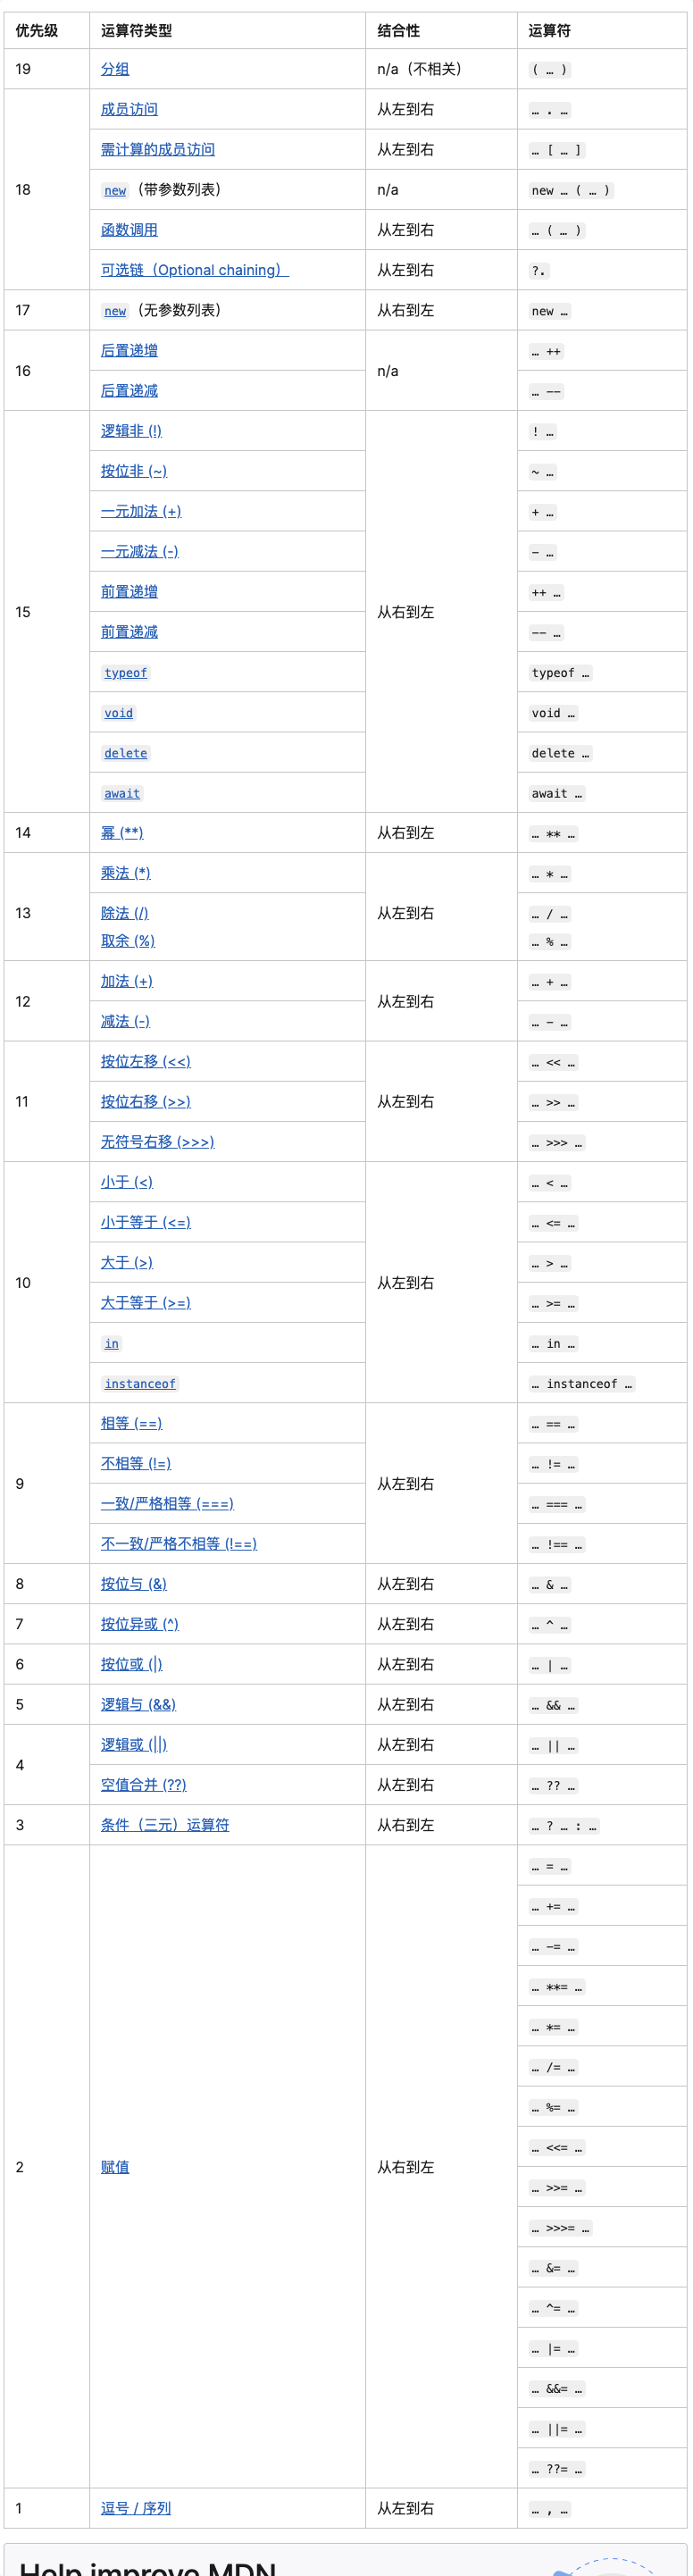 优先级 运算符类型 结合性 运算符
19 分组 n/a（不相关） ( … )
成员访问 从左到右 … . …
需计算的成员访问 从左到右 … [ … ]
18 new（带参数列表） n/a new … ( … )
函数调用 从左到右 … ( … )
可选链（Optional chaining） 从左到右 ?.
17 new（无参数列表） 从右到左 new …
后置递增 … ++
16 n/a
后置递减 … --
逻辑非 (!) ! …
按位非 (~) ~ …
一元加法 (+) + …
一元减法 (-) - …
前置递增 ++ …
15 从右到左
前置递减 -- …
typeof typeof …
void void …
delete delete …
await await …
14 幂 (**) 从右到左 … ** …
乘法 (*) … * …
13 除法 (/) 从左到右 … / …
取余 (%) … % …
加法 (+) … + …
12 从左到右
减法 (-) … - …
按位左移 (<<) … << …
11 按位右移 (>>) 从左到右 … >> …
无符号右移 (>>>) … >>> …
小于 (<) … < …
小于等于 (<=) … <= …
大于 (>) … > …
10 从左到右
大于等于 (>=) … >= …
in … in …
instanceof … instanceof …
相等 (==) … == …
不相等 (!=) … != …
9 从左到右
一致/严格相等 (===) … === …
不一致/严格不相等 (!==) … !== …
8 按位与 (&) 从左到右 … & …
7 按位异或 (^) 从左到右 … ^ …
6 按位或 (|) 从左到右 … | …
5 逻辑与 (&&) 从左到右 … && …
逻辑或 (||) 从左到右 … || …
4
空值合并 (??) 从左到右 … ?? …
3 条件（三元）运算符 从右到左 … ? … : …
… = …
… += …
… -= …
… **= …
… *= …
… /= …
… %= …
… <<= …
2 赋值 从右到左 … >>= …
… >>>= …
… &= …
… ^= …
… |= …
… &&= …
… ||= …
… ??= …
1 逗号 / 序列 从左到右 … , …
Help improve MDN